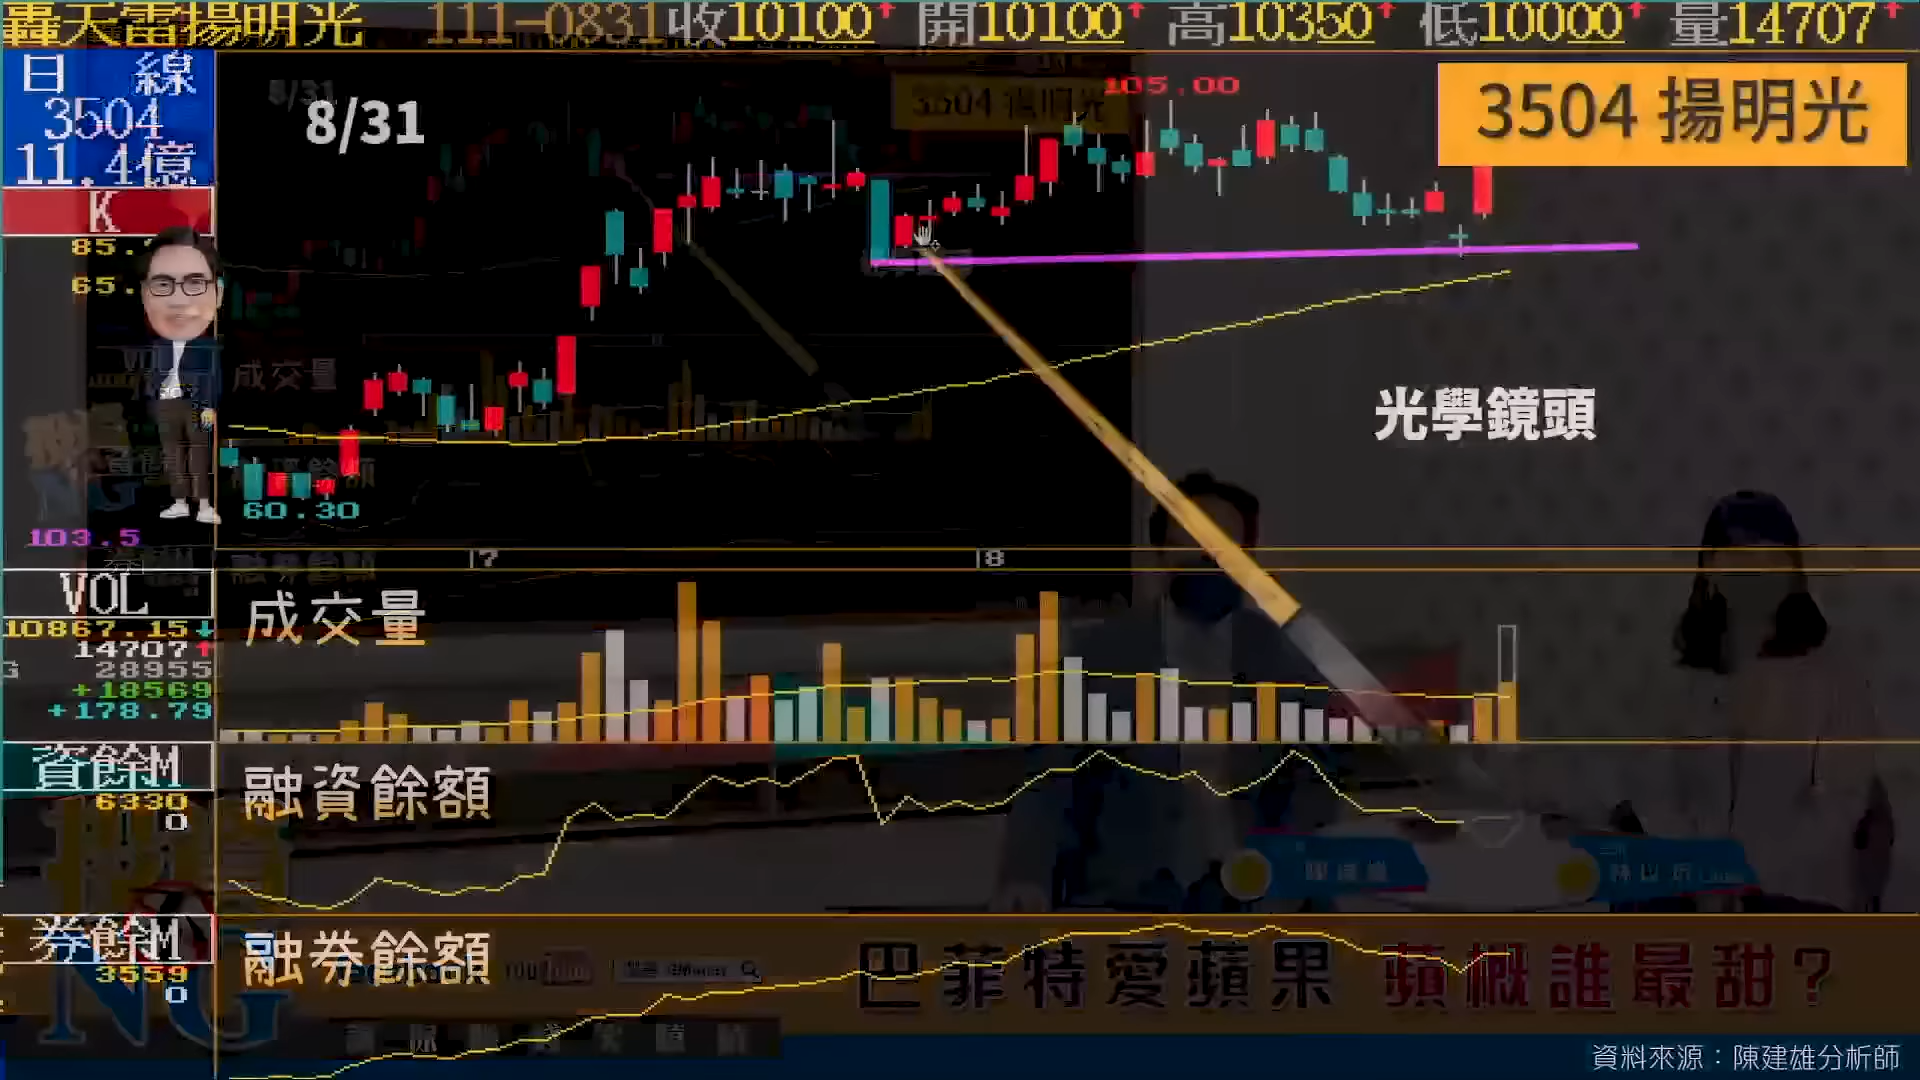 轟天雷揚明光 111-0831收10100↑ 開10100↑ 高10350↑ 低10000↑ 量14707↑
日 線
3504
11.4億
K
85.
65.
103.5
8/31
3504 揚明光
105.00
光學鏡頭
60.30
7
8
VOL
10867.15↓
14707↑
28955
+18569
+178.79
成交量
資餘M
6330
0
融資餘額
券餘M
3559
0
融券餘額
巴菲特愛蘋果 蘋概誰最甜?
資料來源：陳建雄分析師